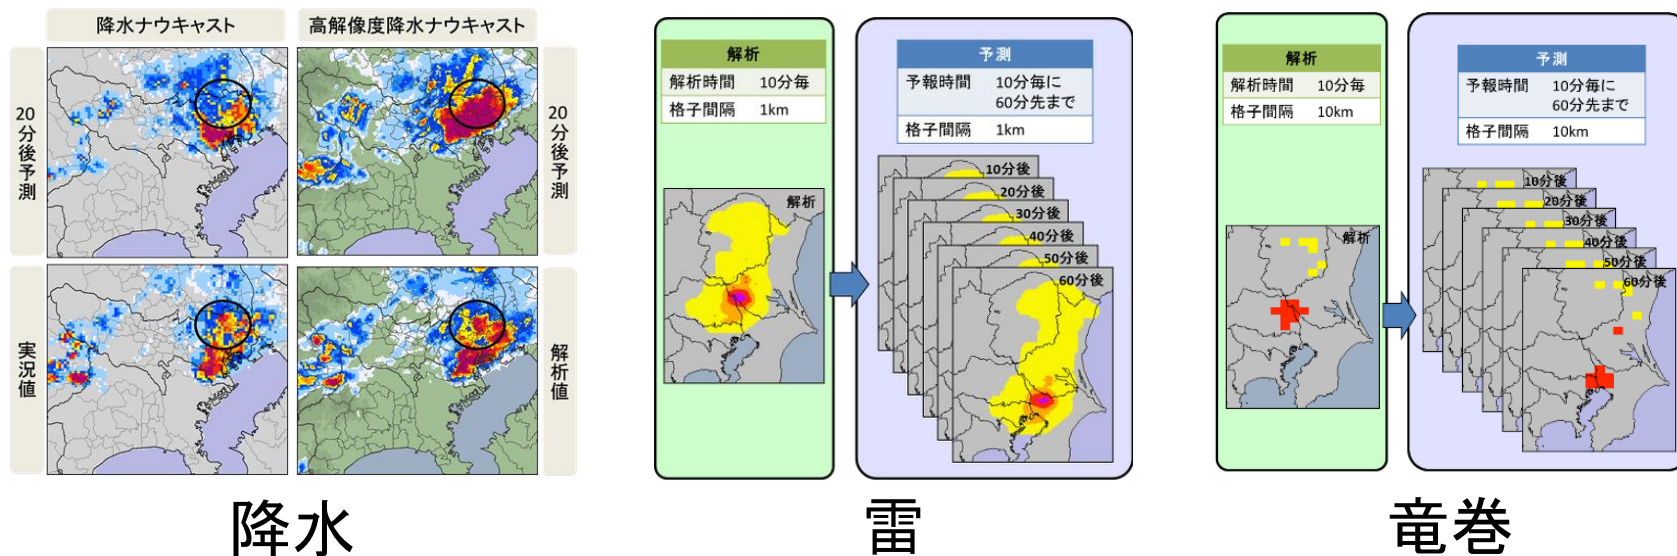 降水ナウキャスト
高解像度降水ナウキャスト
20分後予測
20分後予測
実況値
解析値
降水
解析
解析時間 10分毎
格子間隔 1km
解析
予測
予報時間 10分毎に
60分先まで
格子間隔 1km
10分後
20分後
30分後
40分後
50分後
60分後
雷
解析
解析時間 10分毎
格子間隔 10km
解析
予測
予報時間 10分毎に
60分先まで
格子間隔 10km
10分後
20分後
30分後
40分後
50分後
60分後
竜巻